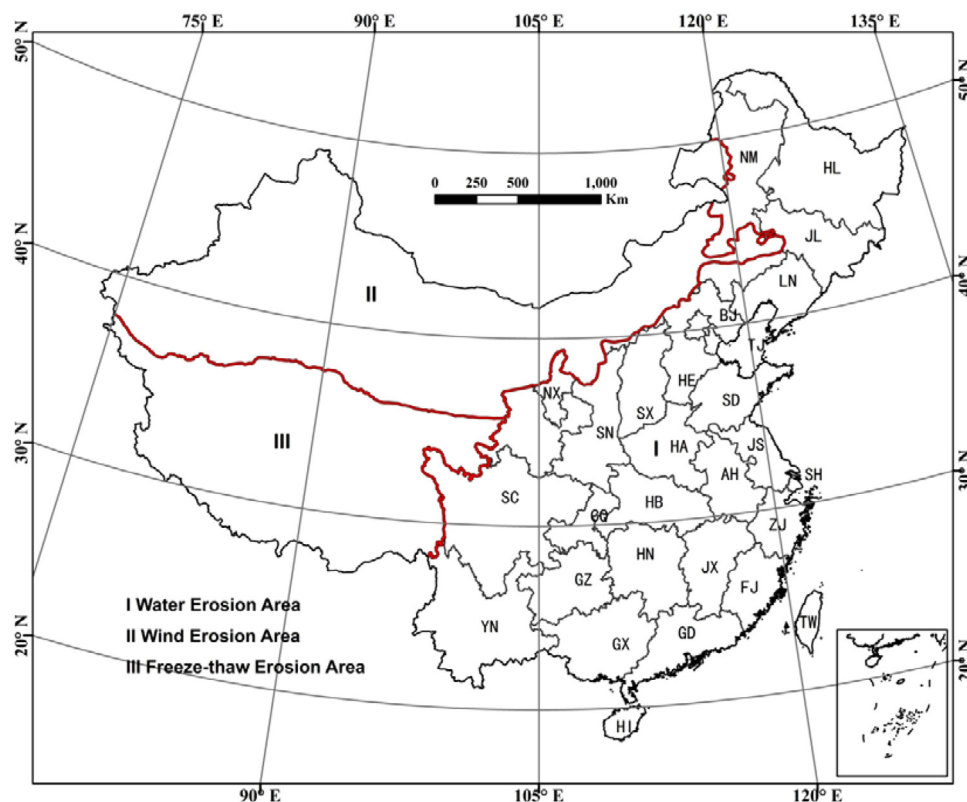 75° E 90° E 105° E 120° E 135° E
50° N
50° N
NM
HL
0 250 500 1,000
Km
JL
40° N
40° N
LN
II
BJ
TJ
HE
NX
SD
SX
SN
III
I
HA
JS
30° N
30° N
AH
SH
SC
HB
CQ
ZJ
HN
JX
GZ
FJ
I Water Erosion Area
TW
YN
GD
II Wind Erosion Area
GX
20° N
20° N
III Freeze-thaw Erosion Area
HI
90° E 105° E 120° E